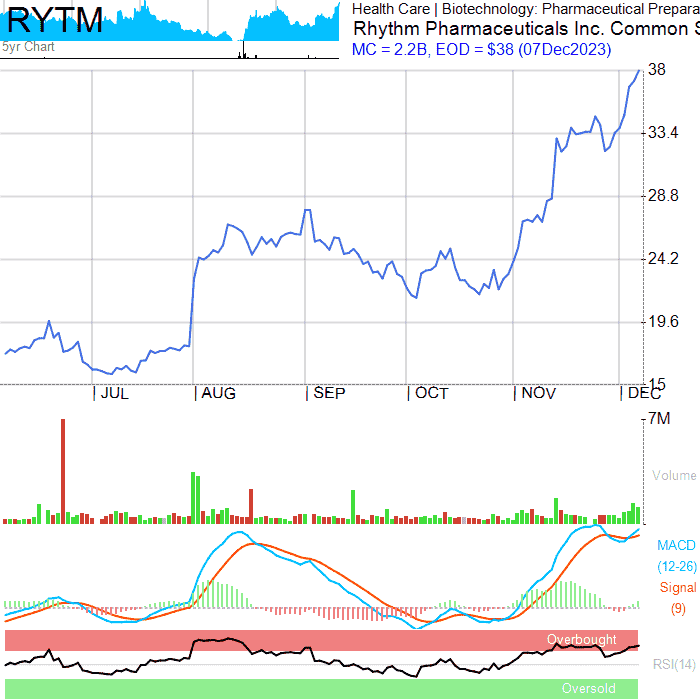 RYTM
5yr Chart
Health Care | Biotechnology: Pharmaceutical Prepara
Rhythm Pharmaceuticals Inc. Common S
MC = 2.2B, EOD = $38 (07Dec2023)
38
33.4
28.8
24.2
19.6
15
JUL AUG SEP OCT NOV DEC
7M
Volume
MACD
(12-26)
Signal
(9)
Overbought
RSI(14)
Oversold